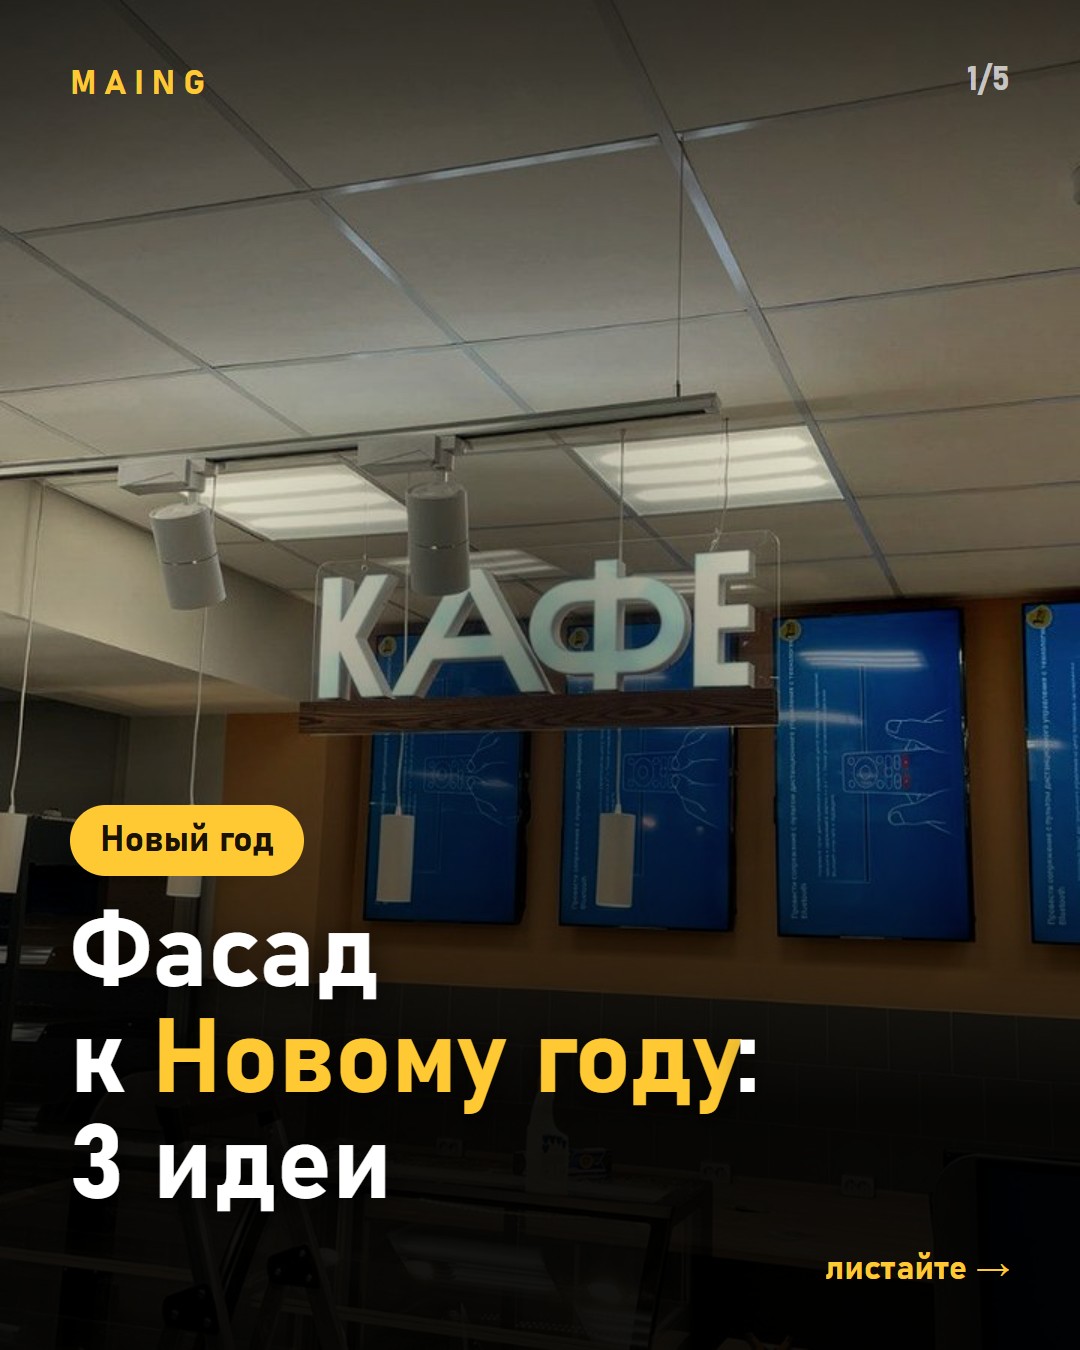 MAING
1/5
КАФЕ
Новый год
Фасад
к Новому году:
3 идеи
листайте →